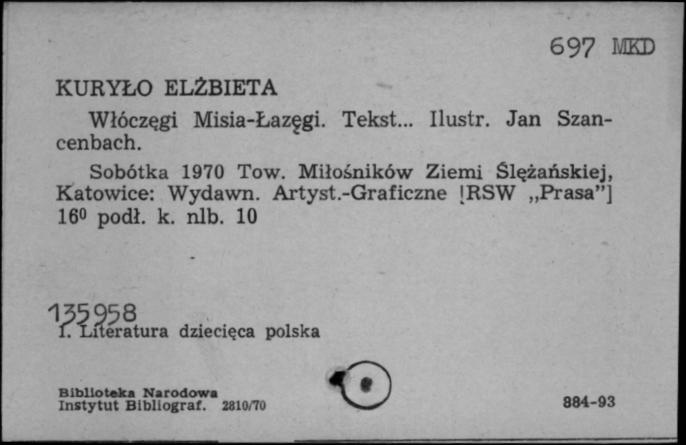 697 MKD
KURYŁO ELŻBIETA
Włóczęgi Misia-Łazęgi. Tekst... Ilustr. Jan Szan-
cenbach.
Sobótka 1970 Tow. Miłośników Ziemi Ślężańskiej,
Katowice: Wydawn. Artyst.-Graficzne [RSW „Prasa”]
16⁰ podł. k. nlb. 10
135958
1. Literatura dziecięca polska
Biblioteka Narodowa
Instytut Bibliograf. 2810/70
884-93